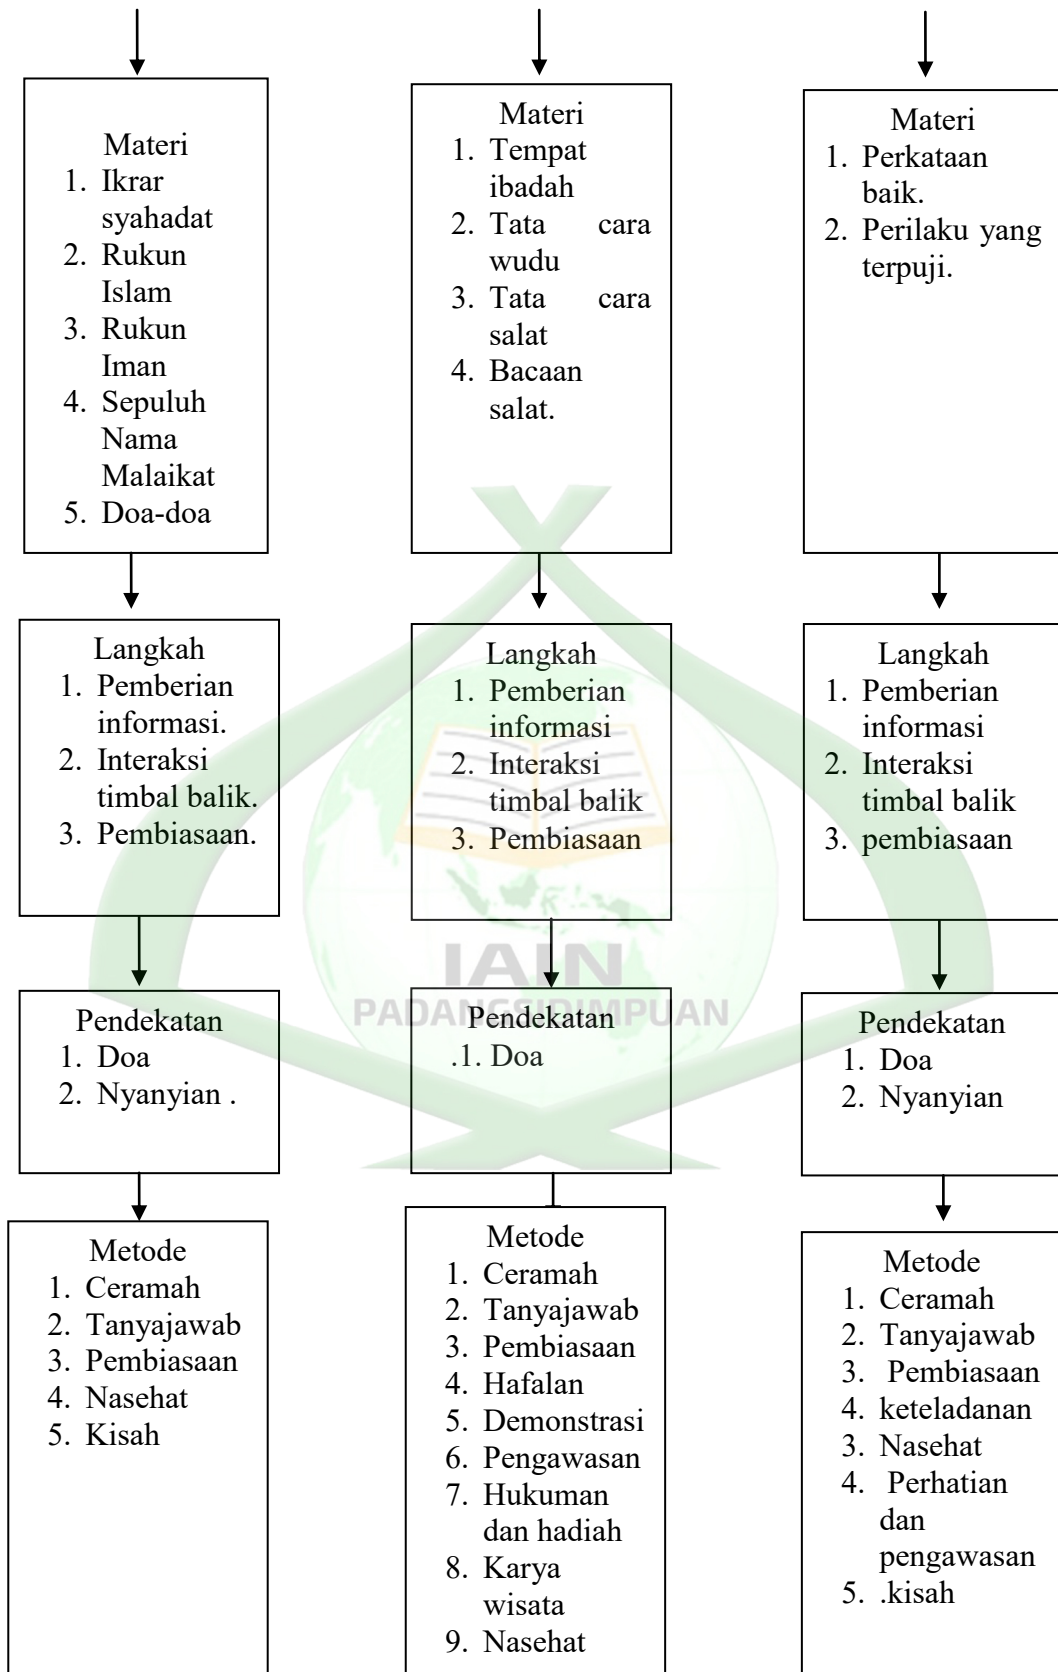 Materi
1. Ikrar
syahadat
2. Rukun
Islam
3. Rukun
Iman
4. Sepuluh
Nama
Malaikat
5. Doa-doa
Materi
1. Tempat
ibadah
2. Tata cara
wudu
3. Tata cara
salat
4. Bacaan
salat.
Materi
1. Perkataan
baik.
2. Perilaku yang
terpuji.
Langkah
1. Pemberian
informasi.
2. Interaksi
timbal balik.
3. Pembiasaan.
Langkah
1. Pemberian
informasi
2. Interaksi
timbal balik
3. Pembiasaan
Langkah
1. Pemberian
informasi
2. Interaksi
timbal balik
3. pembiasaan
IAIN
PADANGSIDIMPUAN
Pendekatan
1. Doa
2. Nyanyian .
Pendekatan
.1. Doa
Pendekatan
1. Doa
2. Nyanyian
Metode
1. Ceramah
2. Tanyajawab
3. Pembiasaan
4. Nasehat
5. Kisah
Metode
1. Ceramah
2. Tanyajawab
3. Pembiasaan
4. Hafalan
5. Demonstrasi
6. Pengawasan
7. Hukuman
dan hadiah
8. Karya
wisata
9. Nasehat
Metode
1. Ceramah
2. Tanyajawab
3. Pembiasaan
4. keteladanan
3. Nasehat
4. Perhatian
dan
pengawasan
5. .kisah